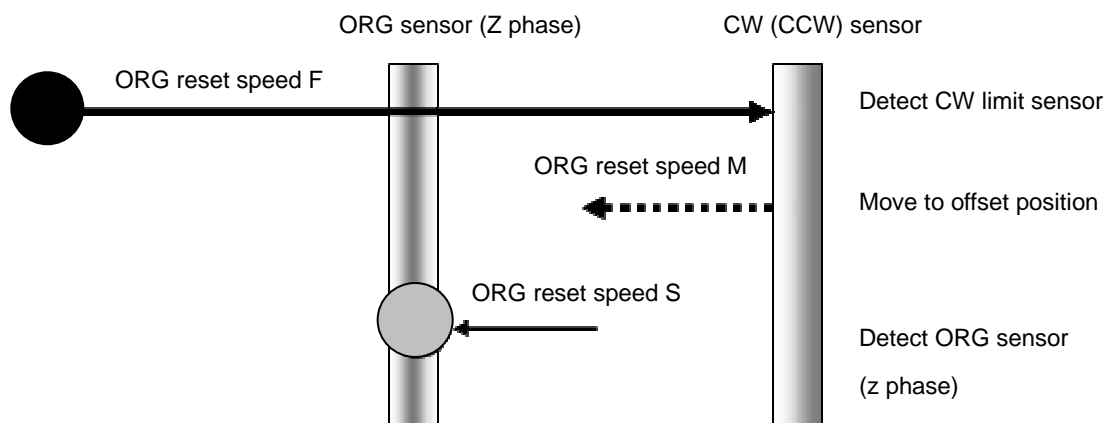 ORG sensor (Z phase)
CW (CCW) sensor
ORG reset speed F
Detect CW limit sensor
ORG reset speed M
Move to offset position
ORG reset speed S
Detect ORG sensor
(z phase)